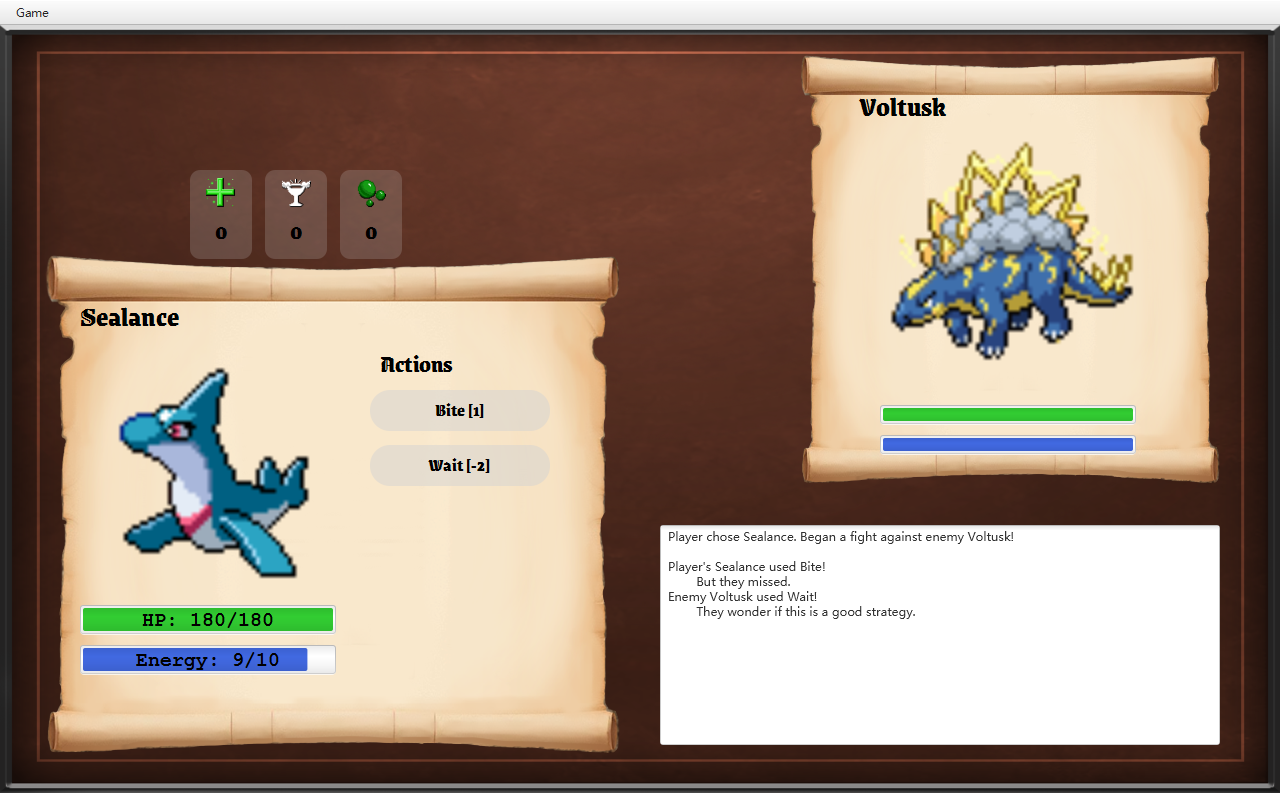 Game
Voltusk
0
0
0
Sealance
Actions
Bite [1]
Wait [-2]
HP: 180/180
Energy: 9/10
Player chose Sealance. Began a fight against enemy Voltusk!
Player's Sealance used Bite!
But they missed.
Enemy Voltusk used Wait!
They wonder if this is a good strategy.